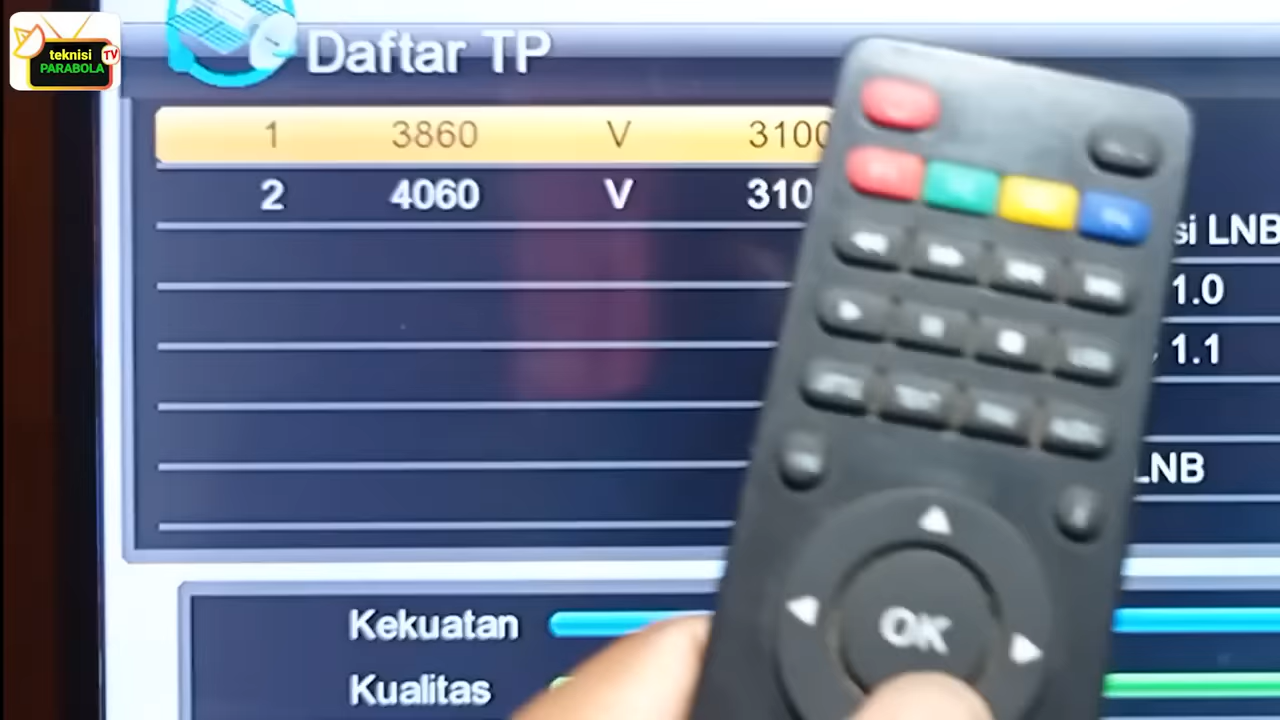 teknisi TV
PARABOLA
Daftar TP
1 3860 V 3100
2 4060 V 310
si LNB
1.0
1.1
LNB
OK
Kekuatan
Kualitas